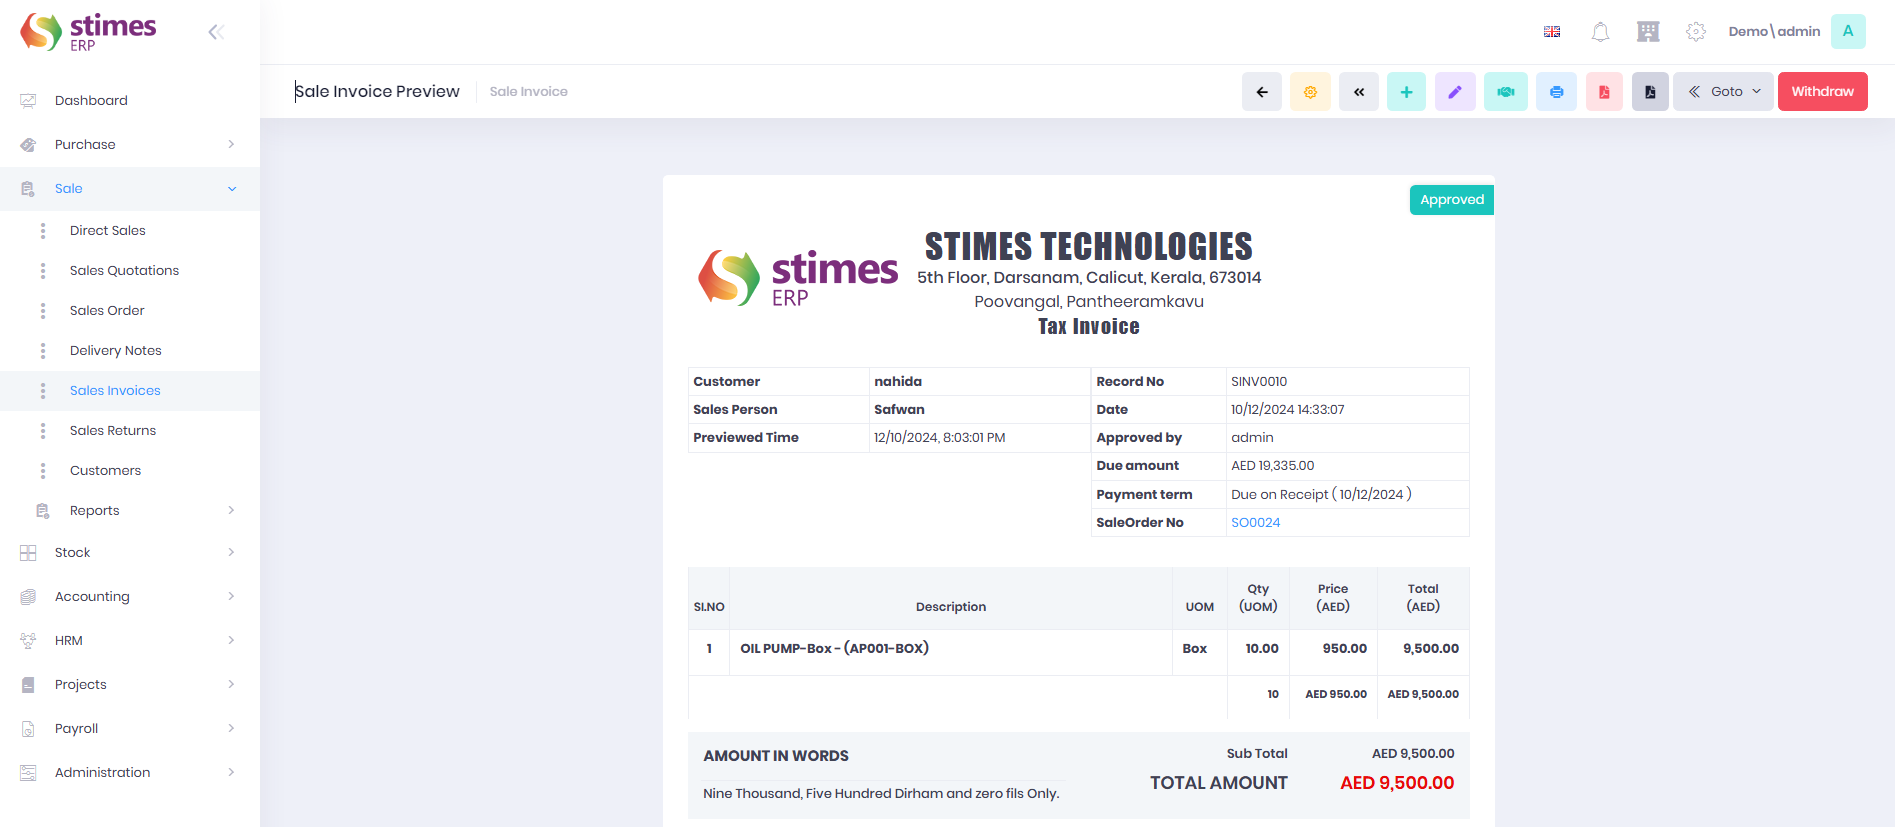 stimes
ERP
Demo\admin
A
Sale Invoice Preview
Sale Invoice
Goto
Withdraw
Dashboard
Purchase
Sale
Direct Sales
Sales Quotations
Sales Order
Delivery Notes
Sales Invoices
Sales Returns
Customers
Reports
Stock
Accounting
HRM
Projects
Payroll
Administration
Approved
stimes
ERP
STIMES TECHNOLOGIES
5th Floor, Darsanam, Calicut, Kerala, 673014
Poovangal, Pantheeramkavu
Tax Invoice
Customer nahida Record No SINV0010
Sales Person Safwan Date 10/12/2024 14:33:07
Previewed Time 12/10/2024, 8:03:01 PM Approved by admin
Due amount AED 19,335.00
Payment term Due on Receipt ( 10/12/2024 )
SaleOrder No SO0024
SI.NO Description UOM Qty (UOM) Price (AED) Total (AED)
1 OIL PUMP-Box - (AP001-BOX) Box 10.00 950.00 9,500.00
10 AED 950.00 AED 9,500.00
AMOUNT IN WORDS
Nine Thousand, Five Hundred Dirham and zero fils Only.
Sub Total AED 9,500.00
TOTAL AMOUNT AED 9,500.00